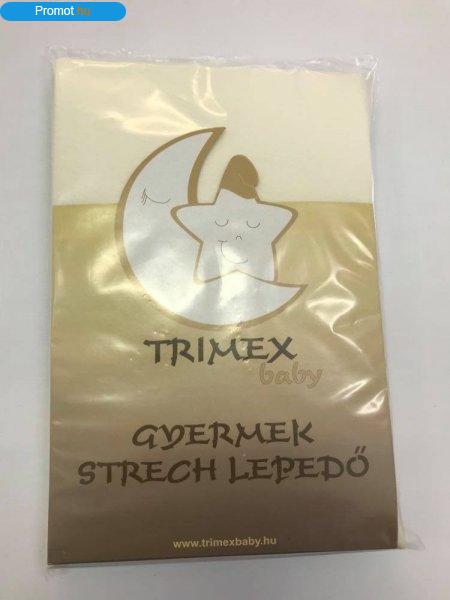 Promot.hu
TRIMEX
baby
GYERMEK
STRECH LEPEDŐ
www.trimexbaby.hu